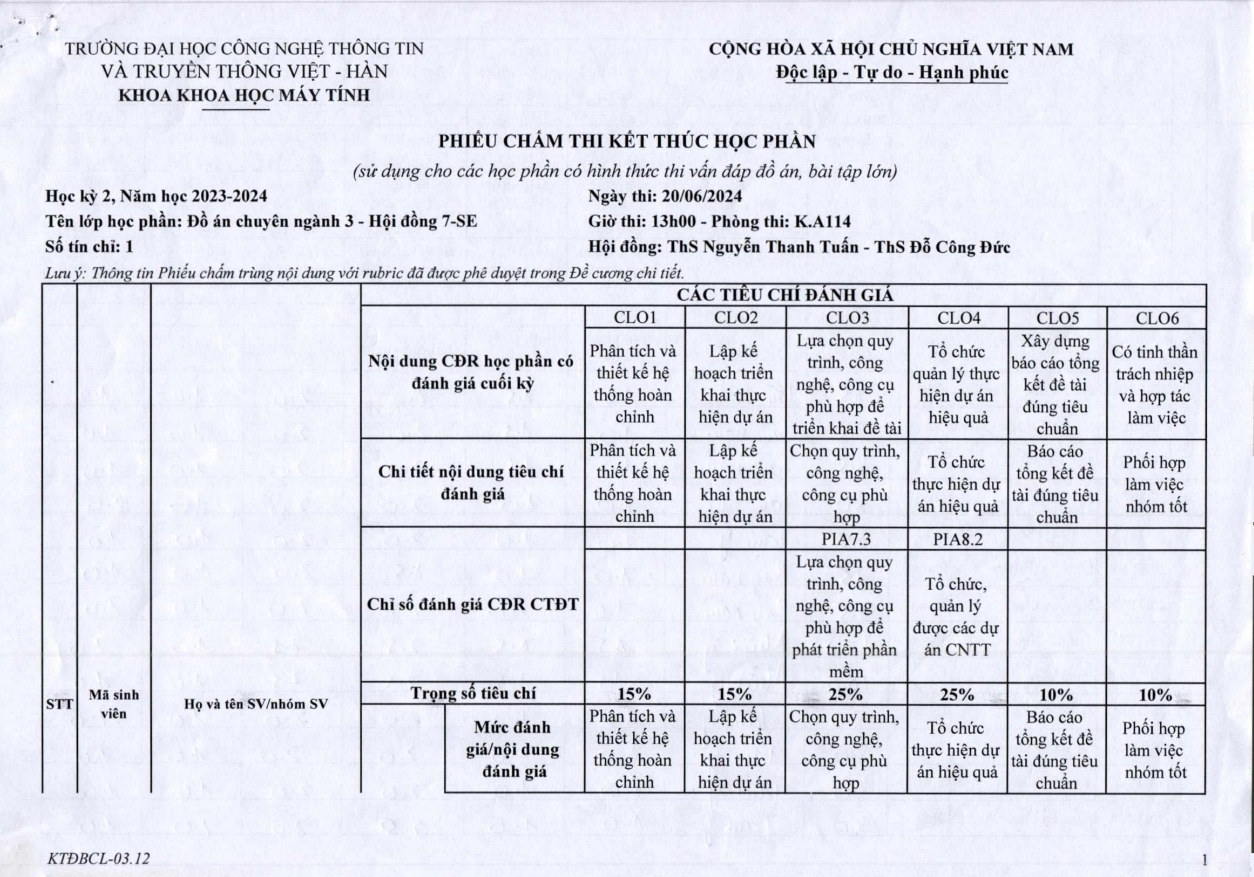 TRƯỜNG ĐẠI HỌC CÔNG NGHỆ THÔNG TIN
VÀ TRUYỀN THÔNG VIỆT - HÀN
KHOA KHOA HỌC MÁY TÍNH
CỘNG HÒA XÃ HỘI CHỦ NGHĨA VIỆT NAM
Độc lập - Tự do - Hạnh phúc
PHIẾU CHẤM THI KẾT THÚC HỌC PHẦN
(sử dụng cho các học phần có hình thức thi vấn đáp đồ án, bài tập lớn)
Học kỳ 2, Năm học 2023-2024
Ngày thi: 20/06/2024
Tên lớp học phần: Đồ án chuyên ngành 3 - Hội đồng 7-SE
Giờ thi: 13h00 - Phòng thi: K.A114
Số tín chỉ: 1
Hội đồng: ThS Nguyễn Thanh Tuấn - ThS Đỗ Công Đức
Lưu ý: Thông tin Phiếu chấm trùng nội dung với rubric đã được phê duyệt trong Đề cương chi tiết.
CÁC TIÊU CHÍ ĐÁNH GIÁ
CLO1
CLO2
CLO3
CLO4
CLO5
CLO6
Nội dung CĐR học phần có
đánh giá cuối kỳ
Phân tích và
thiết kế hệ
thống hoàn
chỉnh
Lập kế
hoạch triển
khai thực
hiện dự án
Lựa chọn quy
trình, công
nghệ, công cụ
phù hợp để
triển khai đề tài
Tổ chức
quản lý thực
hiện dự án
hiệu quả
Xây dựng
báo cáo tổng
kết đề tài
đúng tiêu
chuẩn
Có tinh thần
trách nhiệp
và hợp tác
làm việc
Chi tiết nội dung tiêu chí
đánh giá
Phân tích và
thiết kế hệ
thống hoàn
chỉnh
Lập kế
hoạch triển
khai thực
hiện dự án
Chọn quy trình,
công nghệ,
công cụ phù
hợp
Tổ chức
thực hiện dự
án hiệu quả
Báo cáo
tổng kết đề
tài đúng tiêu
chuẩn
Phối hợp
làm việc
nhóm tốt
PIA7.3
PIA8.2
Chỉ số đánh giá CĐR CTĐT
Lựa chọn quy
trình, công
nghệ, công cụ
phù hợp để
phát triển phần
mềm
Tổ chức,
quản lý
được các dự
án CNTT
STT
Mã sinh
viên
Họ và tên SV/nhóm SV
Trọng số tiêu chí
15%
15%
25%
25%
10%
10%
Mức đánh
giá/nội dung
đánh giá
Phân tích và
thiết kế hệ
thống hoàn
chỉnh
Lập kế
hoạch triển
khai thực
hiện dự án
Chọn quy trình,
công nghệ,
công cụ phù
hợp
Tổ chức
thực hiện dự
án hiệu quả
Báo cáo
tổng kết đề
tài đúng tiêu
chuẩn
Phối hợp
làm việc
nhóm tốt
KTĐBCL-03.12
1